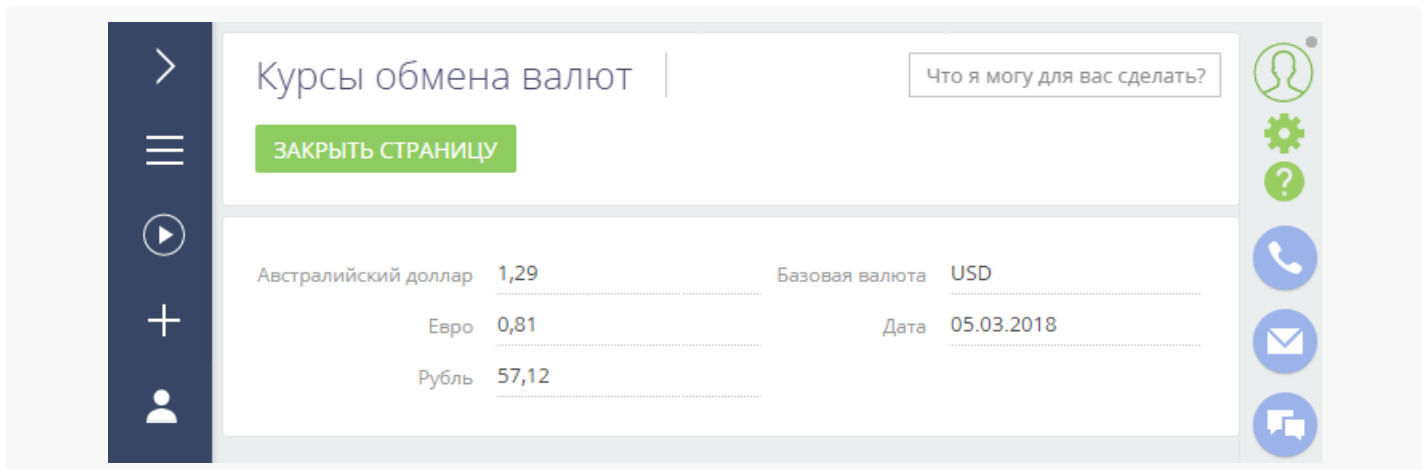 Курсы обмена валют
Что я могу для вас сделать?
ЗАКРЫТЬ СТРАНИЦУ
Австралийский доллар 1,29 Базовая валюта USD
Евро 0,81 Дата 05.03.2018
Рубль 57,12